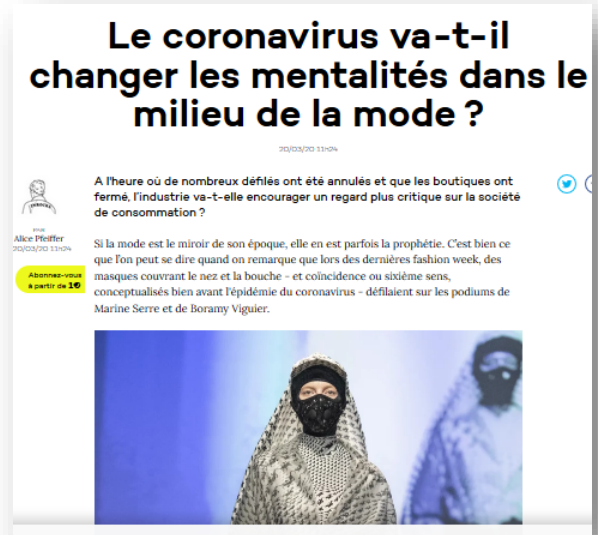 Le coronavirus va-t-il
changer les mentalités dans le
milieu de la mode ?
20/03/20 11h24
A l'heure où de nombreux défilés ont été annulés et que les boutiques ont
fermé, l'industrie va-t-elle encourager un regard plus critique sur la société
de consommation ?
PAR
Alice Pfeiffer
20/03/20 11h24
Abonnez-vous
à partir de 1€
Si la mode est le miroir de son époque, elle en est parfois la prophétie. C'est bien ce
que l'on peut se dire quand on remarque que lors des dernières fashion week, des
masques couvrant le nez et la bouche - et coïncidence ou sixième sens,
conceptualisés bien avant l'épidémie du coronavirus - défilaient sur les podiums de
Marine Serre et de Boramy Viguier.